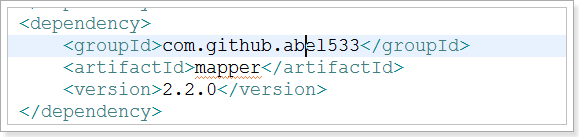 <dependency>
<groupId>com.github.abel533</groupId>
<artifactId>mapper</artifactId>
<version>2.2.0</version>
</dependency>